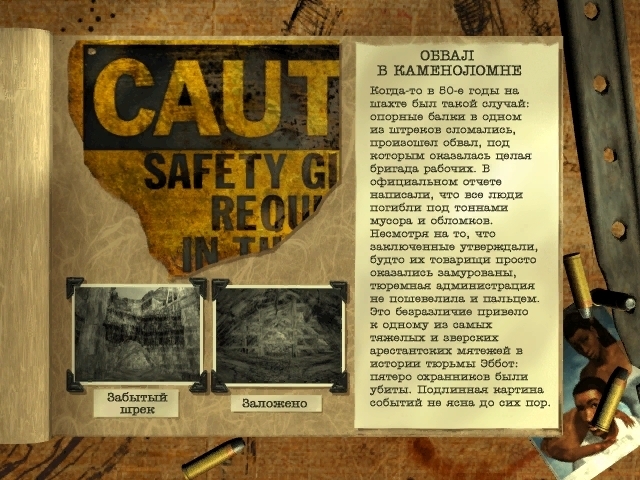 CAUT
SAFETY GI
REQUI
IN TH
ОБВАЛ
В КАМЕНОЛОМНЕ
Когда-то в 50-е годы на
шахте был такой случай:
опорные балки в одном
из штреков сломались,
произошел обвал, под
которым оказалась целая
бригада рабочих. В
официальном отчете
написали, что все люди
погибли под тоннами
мусора и обломков.
Несмотря на то, что
заключенные утверждали,
будто их товарищи просто
оказались замурованы,
тюремная администрация
не пошевелила и пальцем.
Это безразличие привело
к одному из самых
тяжелых и зверских
арестантских мятежей в
истории тюрьмы Эббот:
пятеро охранников были
убиты. Подлинная картина
событий не ясна до сих пор.
Забытый
шрек
Заложено